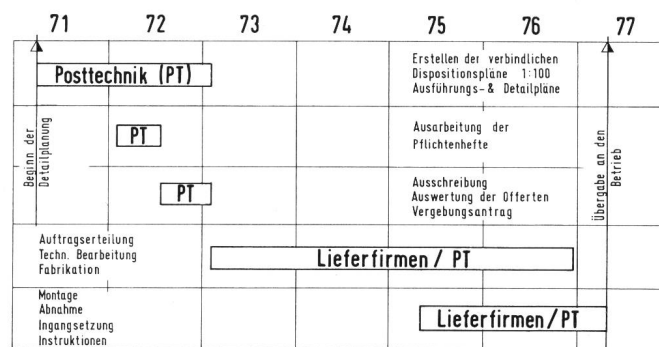 71 72 73 74 75 76 77
Posttechnik (PT)
Erstellen der verbindlichen
Dispositionspläne 1:100
Ausführungs-& Detailpläne
Beginn der
Detailplanung
PT
Ausarbeitung der
Pflichtenhefte
Übergabe an den
Betrieb
PT
Ausschreibung
Auswertung der Offerten
Vergebungsantrag
Auftragserteilung
Techn. Bearbeitung
Fabrikation
Lieferfirmen / PT
Montage
Abnahme
Ingangsetzung
Instruktionen
Lieferfirmen/PT